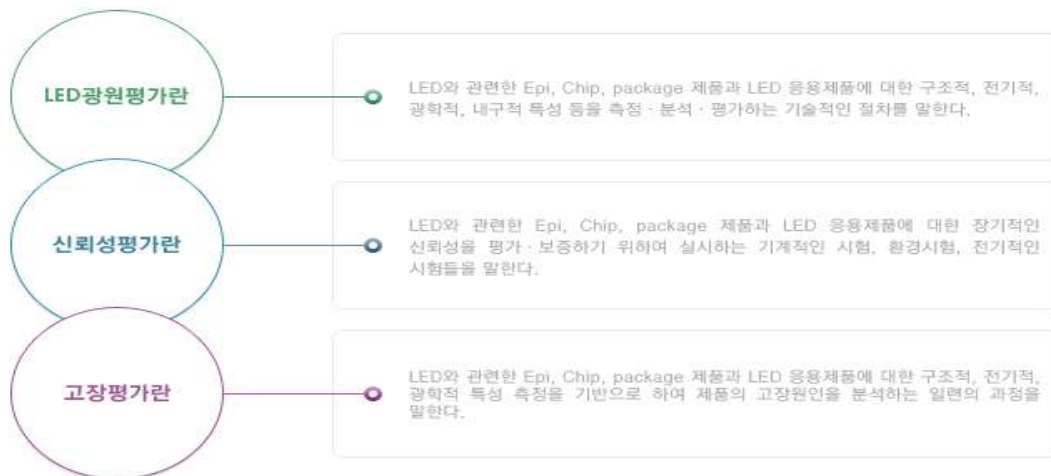 LED광원평가란
LED와 관련한 Epi, Chip, package 제품과 LED 응용제품에 대한 구조적, 전기적,
광학적, 내구적 특성 등을 측정 · 분석 · 평가하는 기술적인 절차를 말한다.
신뢰성평가란
LED와 관련한 Epi, Chip, package 제품과 LED 응용제품에 대한 장기적인
신뢰성을 평가 · 보증하기 위하여 실시하는 기계적인 시험, 환경시험, 전기적인
시험들을 말한다.
고장평가란
LED와 관련한 Epi, Chip, package 제품과 LED 응용제품에 대한 구조적, 전기적,
광학적 특성 측정을 기반으로 하여 제품의 고장원인을 분석하는 일련의 과정을
말한다.